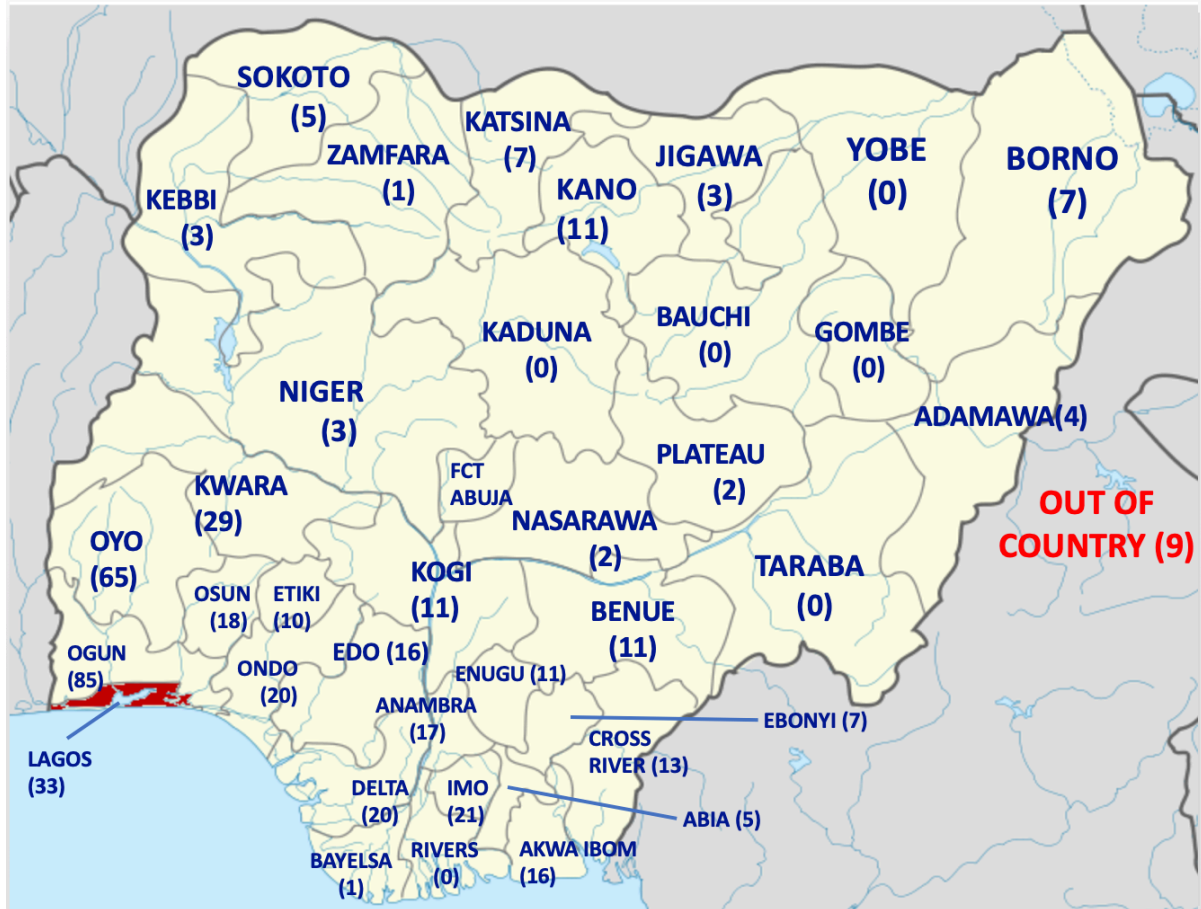 SOKOTO
(5)
KATSINA
(7)
ZAMFARA
(1)
KEBBI
(3)
KANO
(11)
JIGAWA
(3)
YOBE
(0)
BORNO
(7)
KADUNA
(0)
BAUCHI
(0)
GOMBE
(0)
NIGER
(3)
ADAMAWA(4)
FCT
ABUJA
PLATEAU
(2)
KWARA
(29)
NASARAWA
(2)
OUT OF
COUNTRY (9)
OYO
(65)
KOGI
(11)
TARABA
(0)
OSUN
(18)
ETIKI
(10)
BENUE
(11)
OGUN
(85)
EDO (16)
ONDO
(20)
ENUGU (11)
ANAMBRA
(17)
EBONYI (7)
CROSS
RIVER (13)
LAGOS
(33)
DELTA
(20)
IMO
(21)
ABIA (5)
BAYELSA
(1)
RIVERS
(0)
AKWA IBOM
(16)